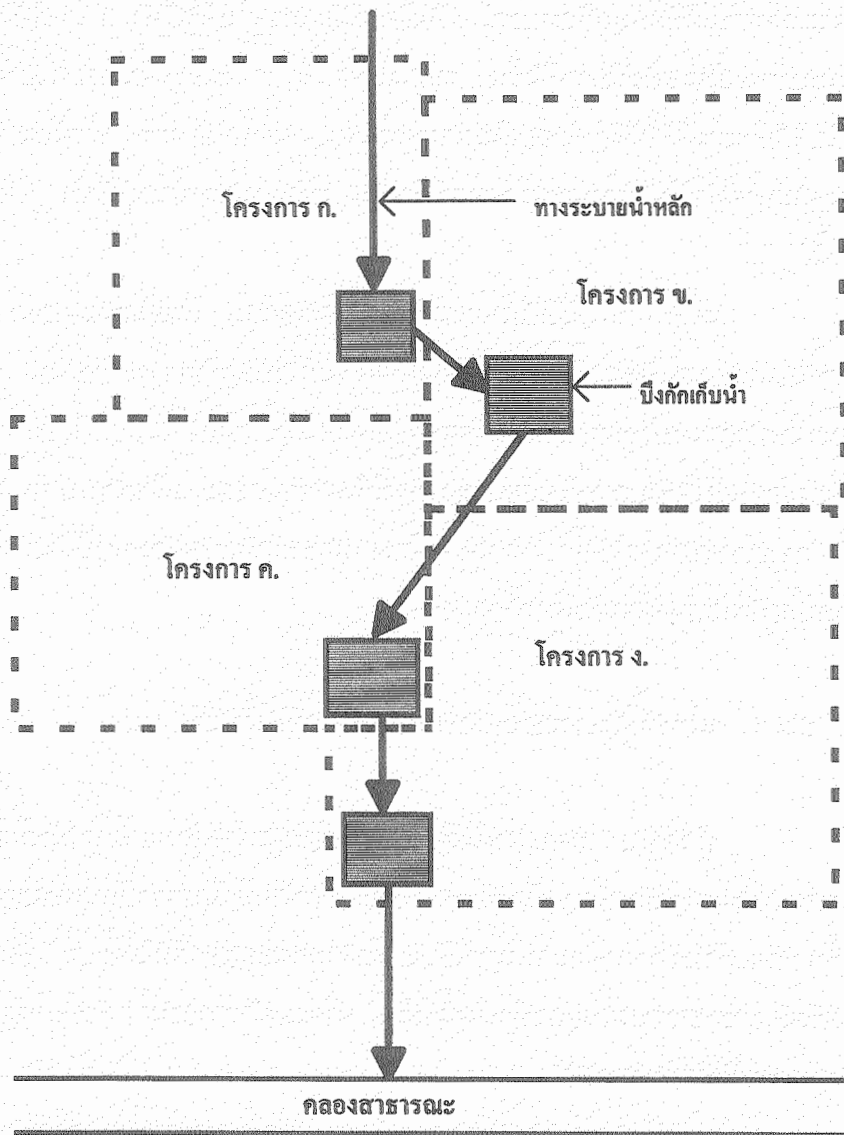 โครงการ ก.
ทางระบายน้ำหลัก
โครงการ ข.
บึงกักเก็บน้ำ
โครงการ ค.
โครงการ ง.
คลองสาธารณะ